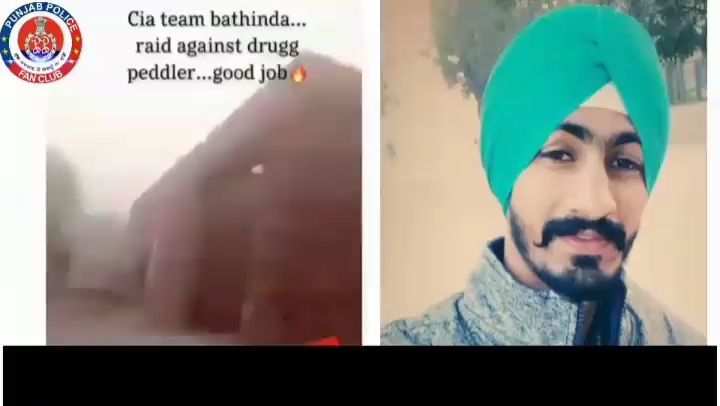 PUNJAB POLICE
FAN CLUB
Cia team bathinda...
raid against drugg
peddler...good job🔥